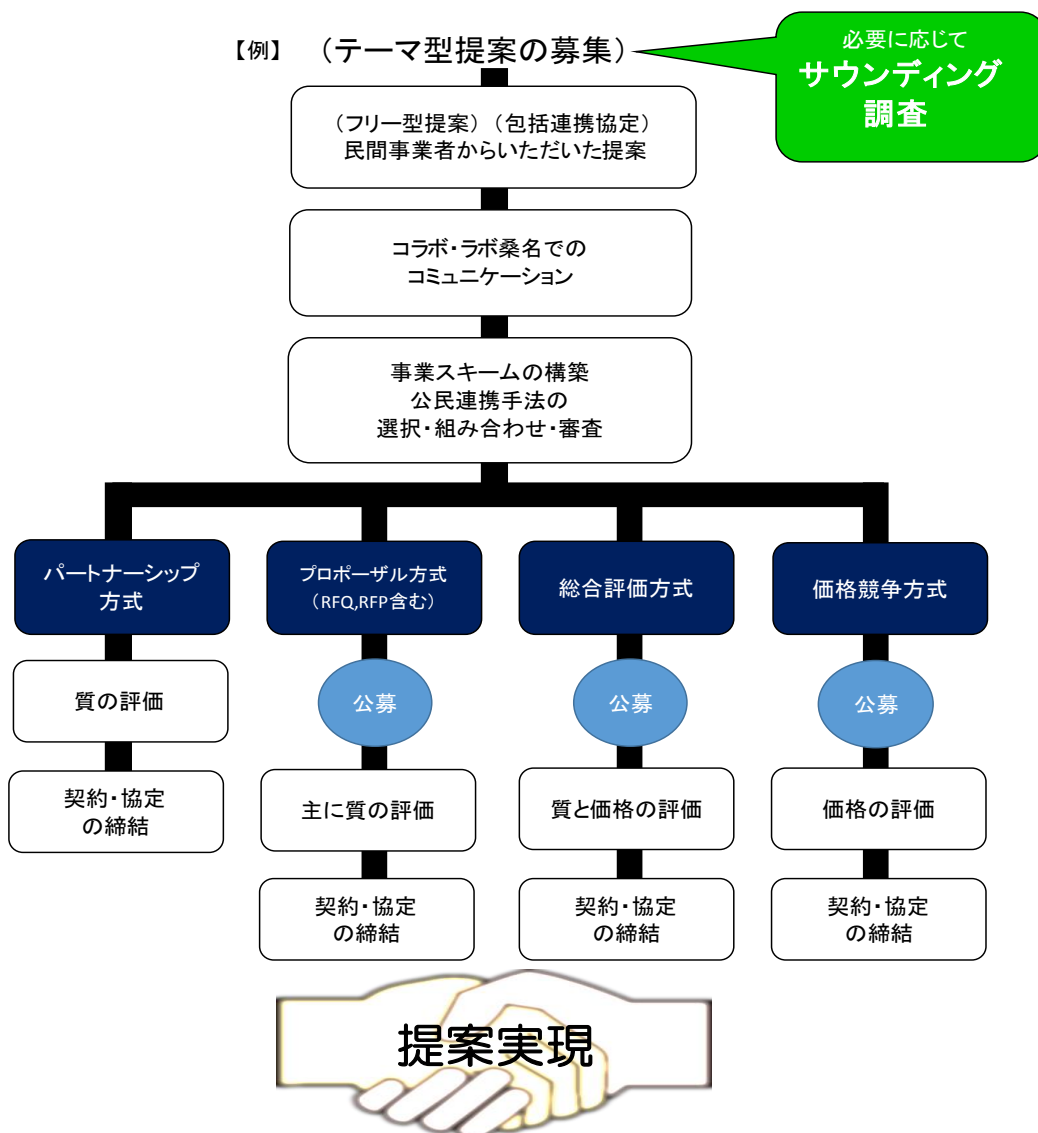 【例】 （テーマ型提案の募集）
必要に応じて
サウンディング
調査
（フリー型提案）（包括連携協定）
民間事業者からいただいた提案
コラボ・ラボ桑名での
コミュニケーション
事業スキームの構築
公民連携手法の
選択・組み合わせ・審査
パートナーシップ
方式
プロポーザル方式
（RFQ,RFP含む）
総合評価方式
価格競争方式
質の評価
公募
公募
公募
契約・協定
の締結
主に質の評価
質と価格の評価
価格の評価
契約・協定
の締結
契約・協定
の締結
契約・協定
の締結
提案実現